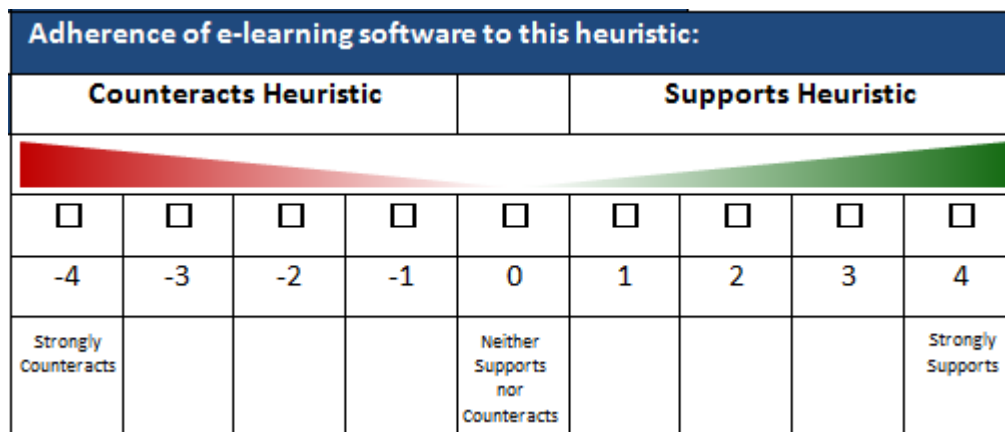 Adherence of e-learning software to this heuristic:
Counteracts Heuristic Supports Heuristic
-4 -3 -2 -1 0 1 2 3 4
Strongly
Counteracts
Neither
Supports
nor
Counteracts
Strongly
Supports